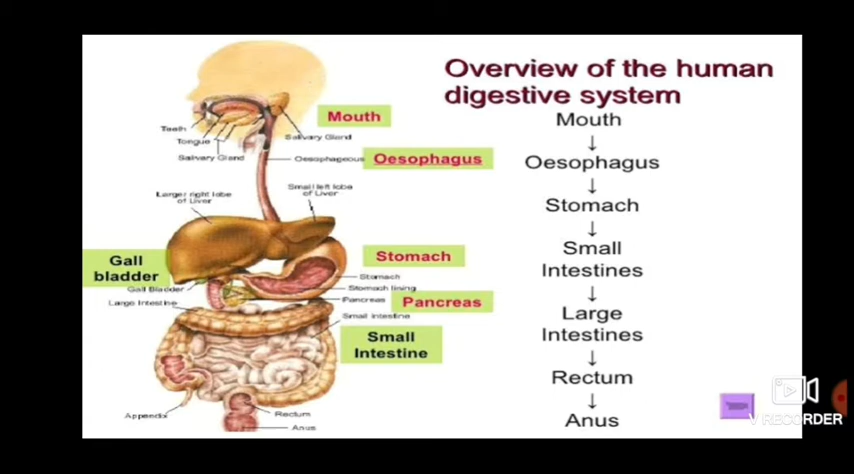 Overview of the human
digestive system
Mouth
↓
Oesophagus
↓
Stomach
↓
Small
Intestines
↓
Large
Intestines
↓
Rectum
↓
Anus
Mouth
Teeth
Tongue
Salivary Gland
Salivary Gland
Oesophageous
Oesophagus
Larger right lobe
of Liver
Small left lobe
of Liver
Gall
bladder
Gall Bladder
Large Intestine
Stomach
Stomach
Stomach lining
Pancreas
Pancreas
Small Intestine
Small
Intestine
Appendix
Rectum
Anus
V RECORDER